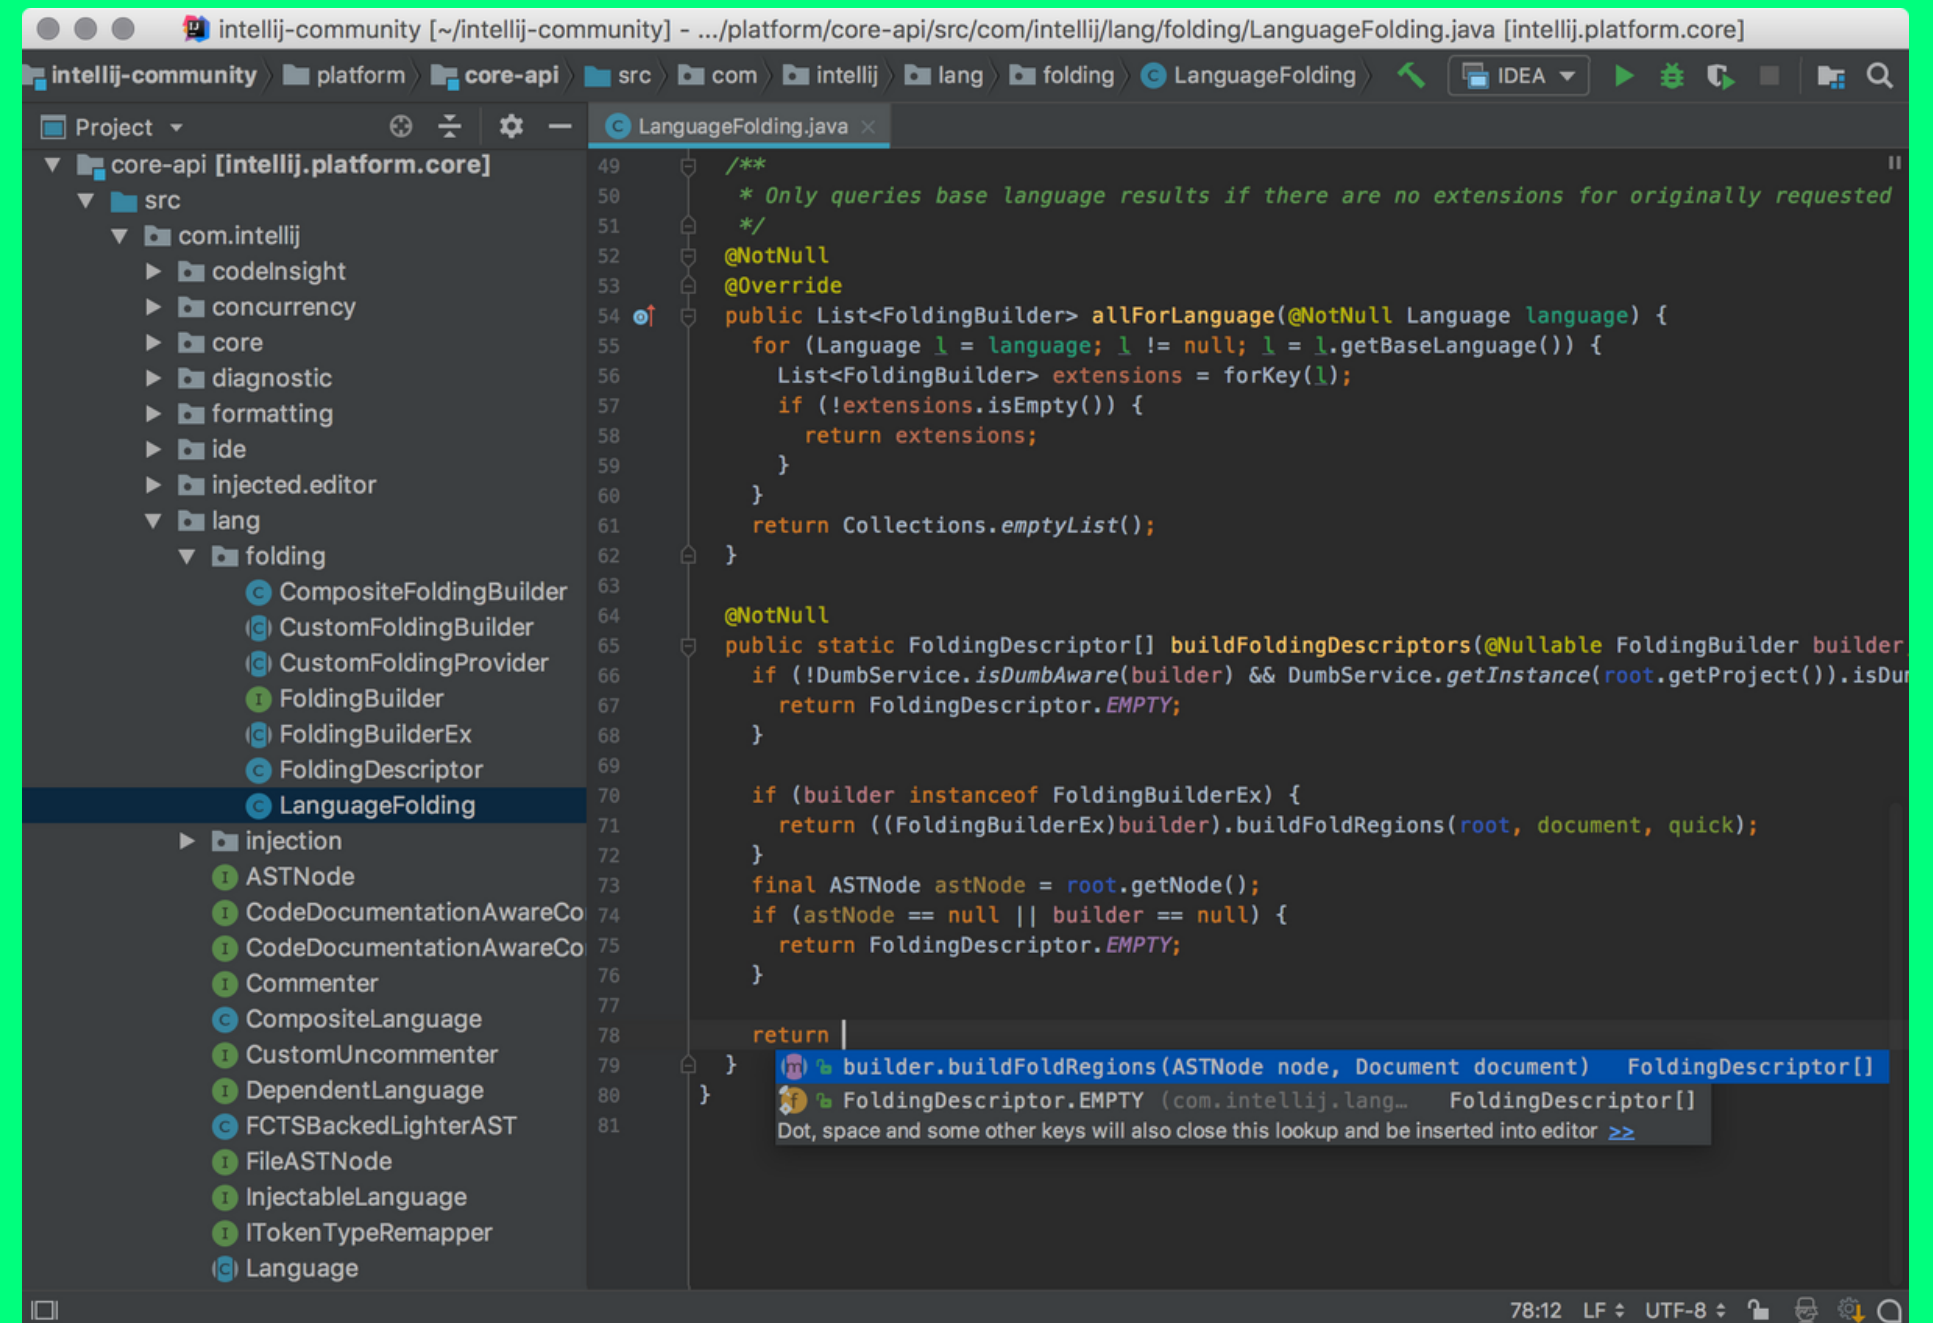 intellij-community [~/intellij-community] - .../platform/core-api/src/com/intellij/lang/folding/LanguageFolding.java [intellij.platform.core]
intellij-community platform core-api src com intellij lang folding LanguageFolding IDEA
Project
LanguageFolding.java
core-api [intellij.platform.core]
src
com.intellij
codeInsight
concurrency
core
diagnostic
formatting
ide
injected.editor
lang
folding
CompositeFoldingBuilder
CustomFoldingBuilder
CustomFoldingProvider
FoldingBuilder
FoldingBuilderEx
FoldingDescriptor
LanguageFolding
injection
ASTNode
CodeDocumentationAwareCo
CodeDocumentationAwareCo
Commenter
CompositeLanguage
CustomUncommenter
DependentLanguage
FCTSBackedLighterAST
FileASTNode
InjectableLanguage
ITokenTypeRemapper
Language
49 /**
50 * Only queries base language results if there are no extensions for originally requested
51 */
52 @NotNull
53 @Override
54 public List<FoldingBuilder> allForLanguage(@NotNull Language language) {
55 for (Language l = language; l != null; l = l.getBaseLanguage()) {
56 List<FoldingBuilder> extensions = forKey(l);
57 if (!extensions.isEmpty()) {
58 return extensions;
59 }
60 }
61 return Collections.emptyList();
62 }
63
64 @NotNull
65 public static FoldingDescriptor[] buildFoldingDescriptors(@Nullable FoldingBuilder builder,
66 if (!DumbService.isDumbAware(builder) && DumbService.getInstance(root.getProject()).isDum
67 return FoldingDescriptor.EMPTY;
68 }
69
70 if (builder instanceof FoldingBuilderEx) {
71 return ((FoldingBuilderEx)builder).buildFoldRegions(root, document, quick);
72 }
73 final ASTNode astNode = root.getNode();
74 if (astNode == null || builder == null) {
75 return FoldingDescriptor.EMPTY;
76 }
77
78 return
79 }
80 }
81
builder.buildFoldRegions(ASTNode node, Document document) FoldingDescriptor[]
FoldingDescriptor.EMPTY (com.intellij.lang… FoldingDescriptor[]
Dot, space and some other keys will also close this lookup and be inserted into editor >>
78:12 LF UTF-8